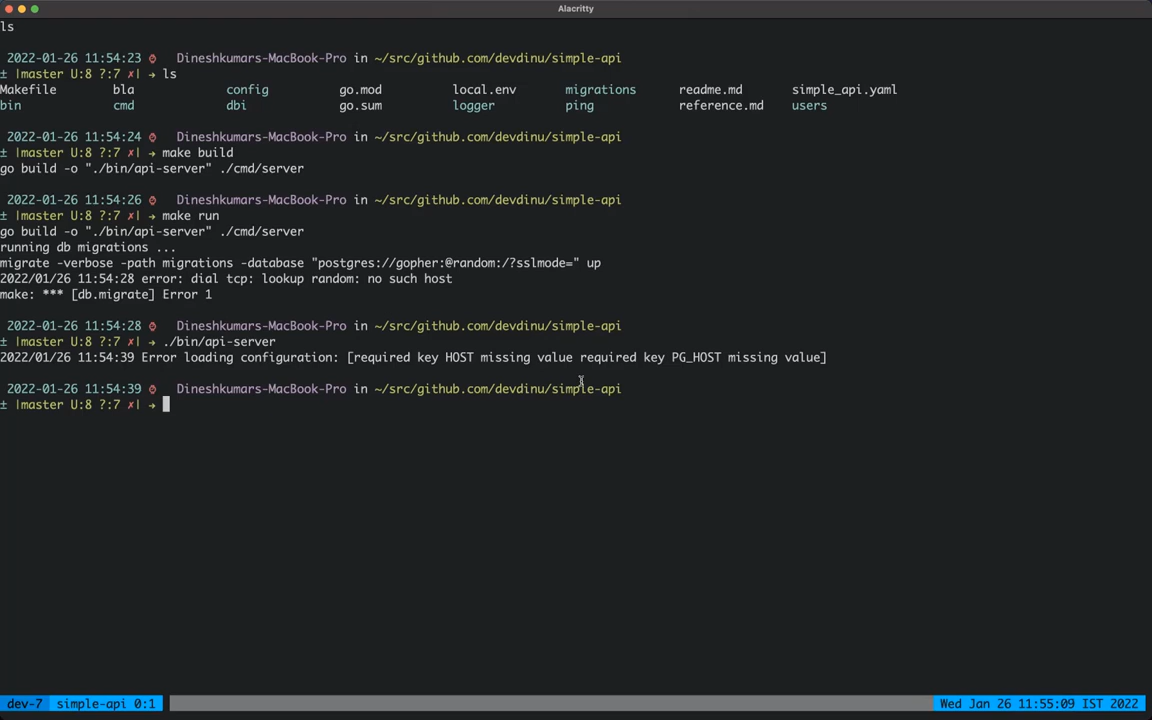 Alacritty
ls
2022-01-26 11:54:23 Dineshkumars-MacBook-Pro in ~/src/github.com/devdinu/simple-api
± |master U:8 ?:7 ✗| → ls
Makefile bla config go.mod local.env migrations readme.md simple_api.yaml
bin cmd dbi go.sum logger ping reference.md users
2022-01-26 11:54:24 Dineshkumars-MacBook-Pro in ~/src/github.com/devdinu/simple-api
± |master U:8 ?:7 ✗| → make build
go build -o "./bin/api-server" ./cmd/server
2022-01-26 11:54:26 Dineshkumars-MacBook-Pro in ~/src/github.com/devdinu/simple-api
± |master U:8 ?:7 ✗| → make run
go build -o "./bin/api-server" ./cmd/server
running db migrations ...
migrate -verbose -path migrations -database "postgres://gopher:@random:/?sslmode=" up
2022/01/26 11:54:28 error: dial tcp: lookup random: no such host
make: *** [db.migrate] Error 1
2022-01-26 11:54:28 Dineshkumars-MacBook-Pro in ~/src/github.com/devdinu/simple-api
± |master U:8 ?:7 ✗| → ./bin/api-server
2022/01/26 11:54:39 Error loading configuration: [required key HOST missing value required key PG_HOST missing value]
2022-01-26 11:54:39 Dineshkumars-MacBook-Pro in ~/src/github.com/devdinu/simple-api
± |master U:8 ?:7 ✗| →
dev-7 simple-api 0:1 Wed Jan 26 11:55:09 IST 2022